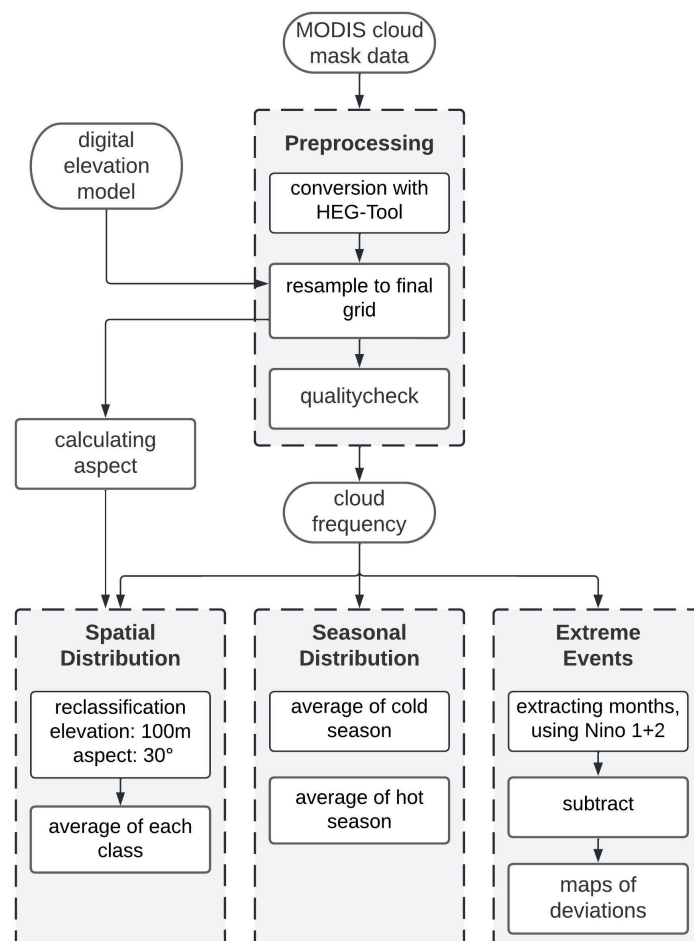 MODIS cloud
mask data
digital
elevation
model
Preprocessing
conversion with
HEG-Tool
resample to final
grid
qualitycheck
calculating
aspect
cloud
frequency
Spatial
Distribution
reclassification
elevation: 100m
aspect: 30°
average of each
class
Seasonal
Distribution
average of cold
season
average of hot
season
Extreme
Events
extracting months,
using Nino 1+2
subtract
maps of
deviations